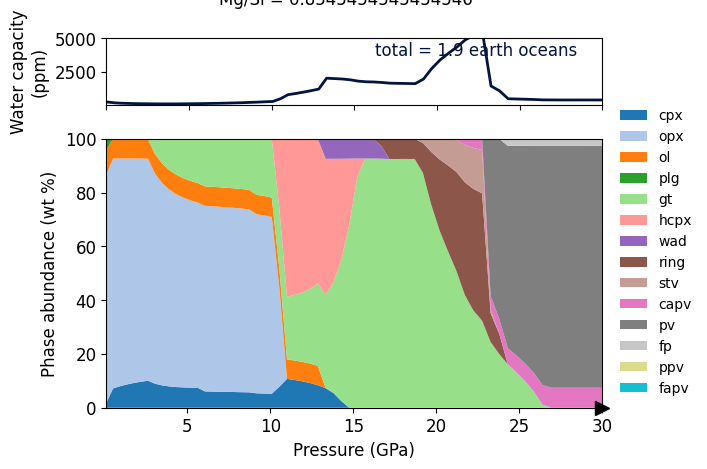 Mg/Si =
Water capacity
(ppm)
5000
2500
total = 1.9 earth oceans
Phase abundance (wt %)
100
80
60
40
20
0
5
10
15
20
25
30
Pressure (GPa)
cpx
opx
ol
plg
gt
hcpx
wad
ring
stv
capv
pv
fp
ppv
fapv